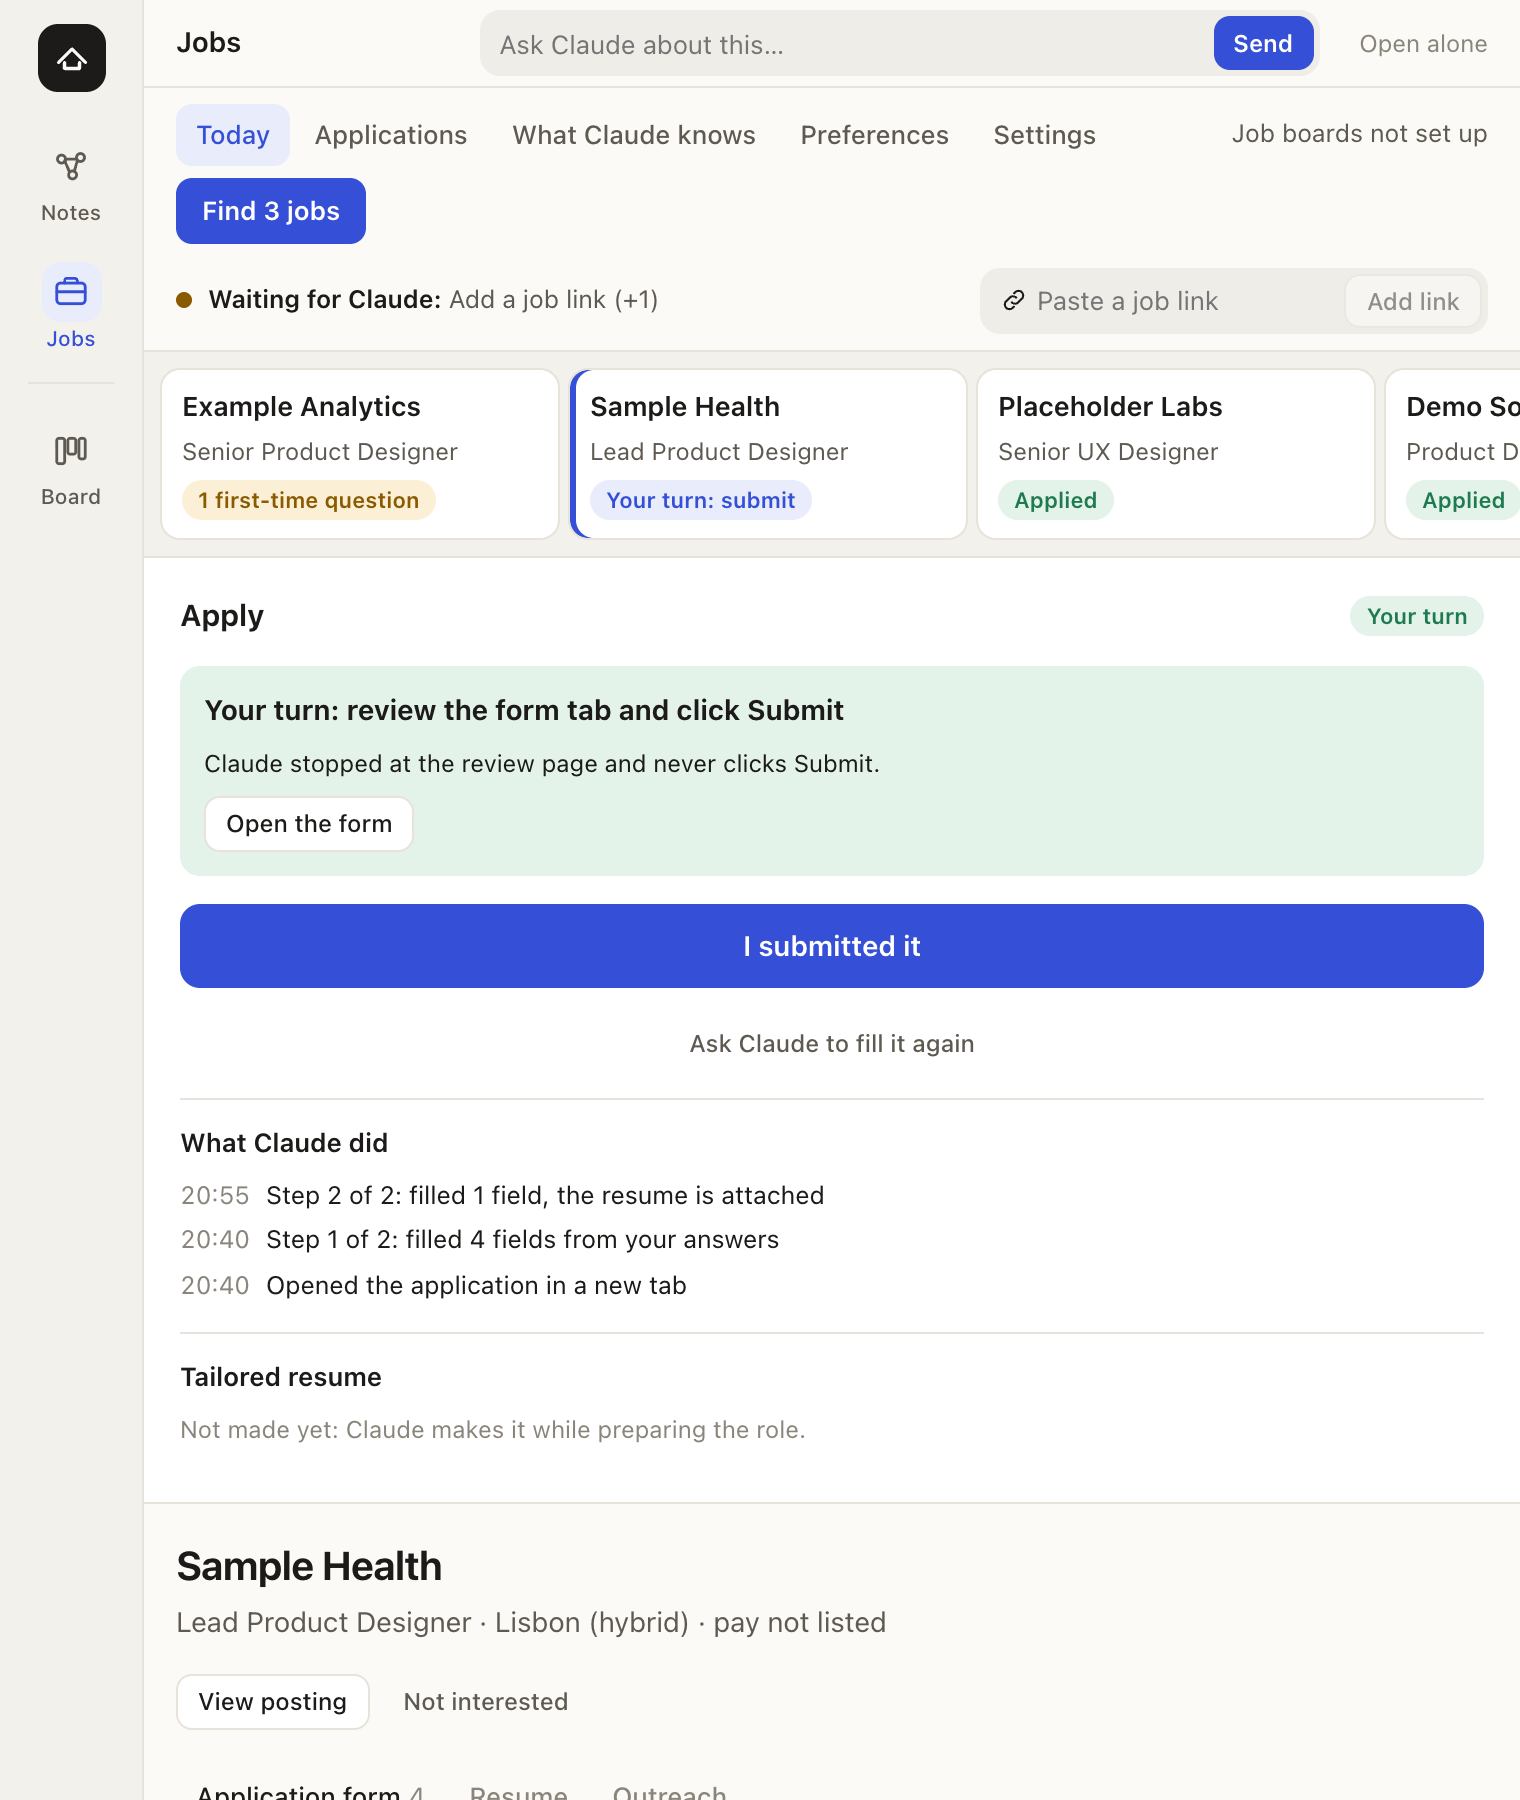 Jobs
Ask Claude about this...
Send
Open alone
Notes
Jobs
Board
Today
Applications
What Claude knows
Preferences
Settings
Job boards not set up
Find 3 jobs
Waiting for Claude: Add a job link (+1)
Paste a job link
Add link
Example Analytics
Senior Product Designer
1 first-time question
Sample Health
Lead Product Designer
Your turn: submit
Placeholder Labs
Senior UX Designer
Applied
Demo So
Product D
Applied
Apply
Your turn
Your turn: review the form tab and click Submit
Claude stopped at the review page and never clicks Submit.
Open the form
I submitted it
Ask Claude to fill it again
What Claude did
20:55 Step 2 of 2: filled 1 field, the resume is attached
20:40 Step 1 of 2: filled 4 fields from your answers
20:40 Opened the application in a new tab
Tailored resume
Not made yet: Claude makes it while preparing the role.
Sample Health
Lead Product Designer · Lisbon (hybrid) · pay not listed
View posting
Not interested
Application form 4
Resume
Outreach